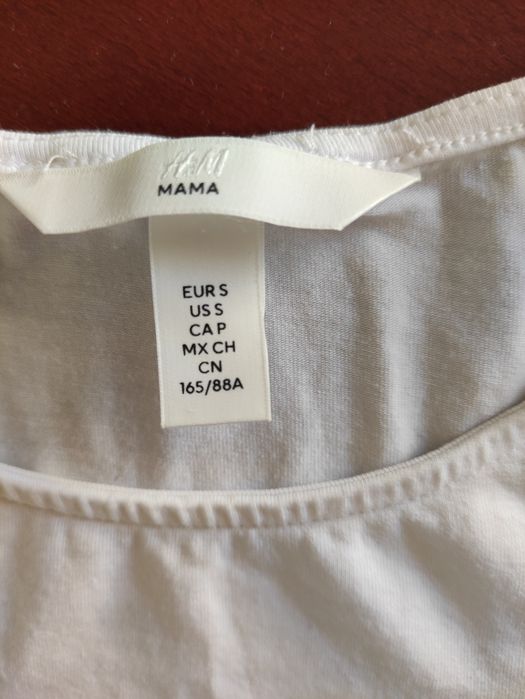 H&M
MAMA
EUR S
US S
CA P
MX CH
CN
165/88A